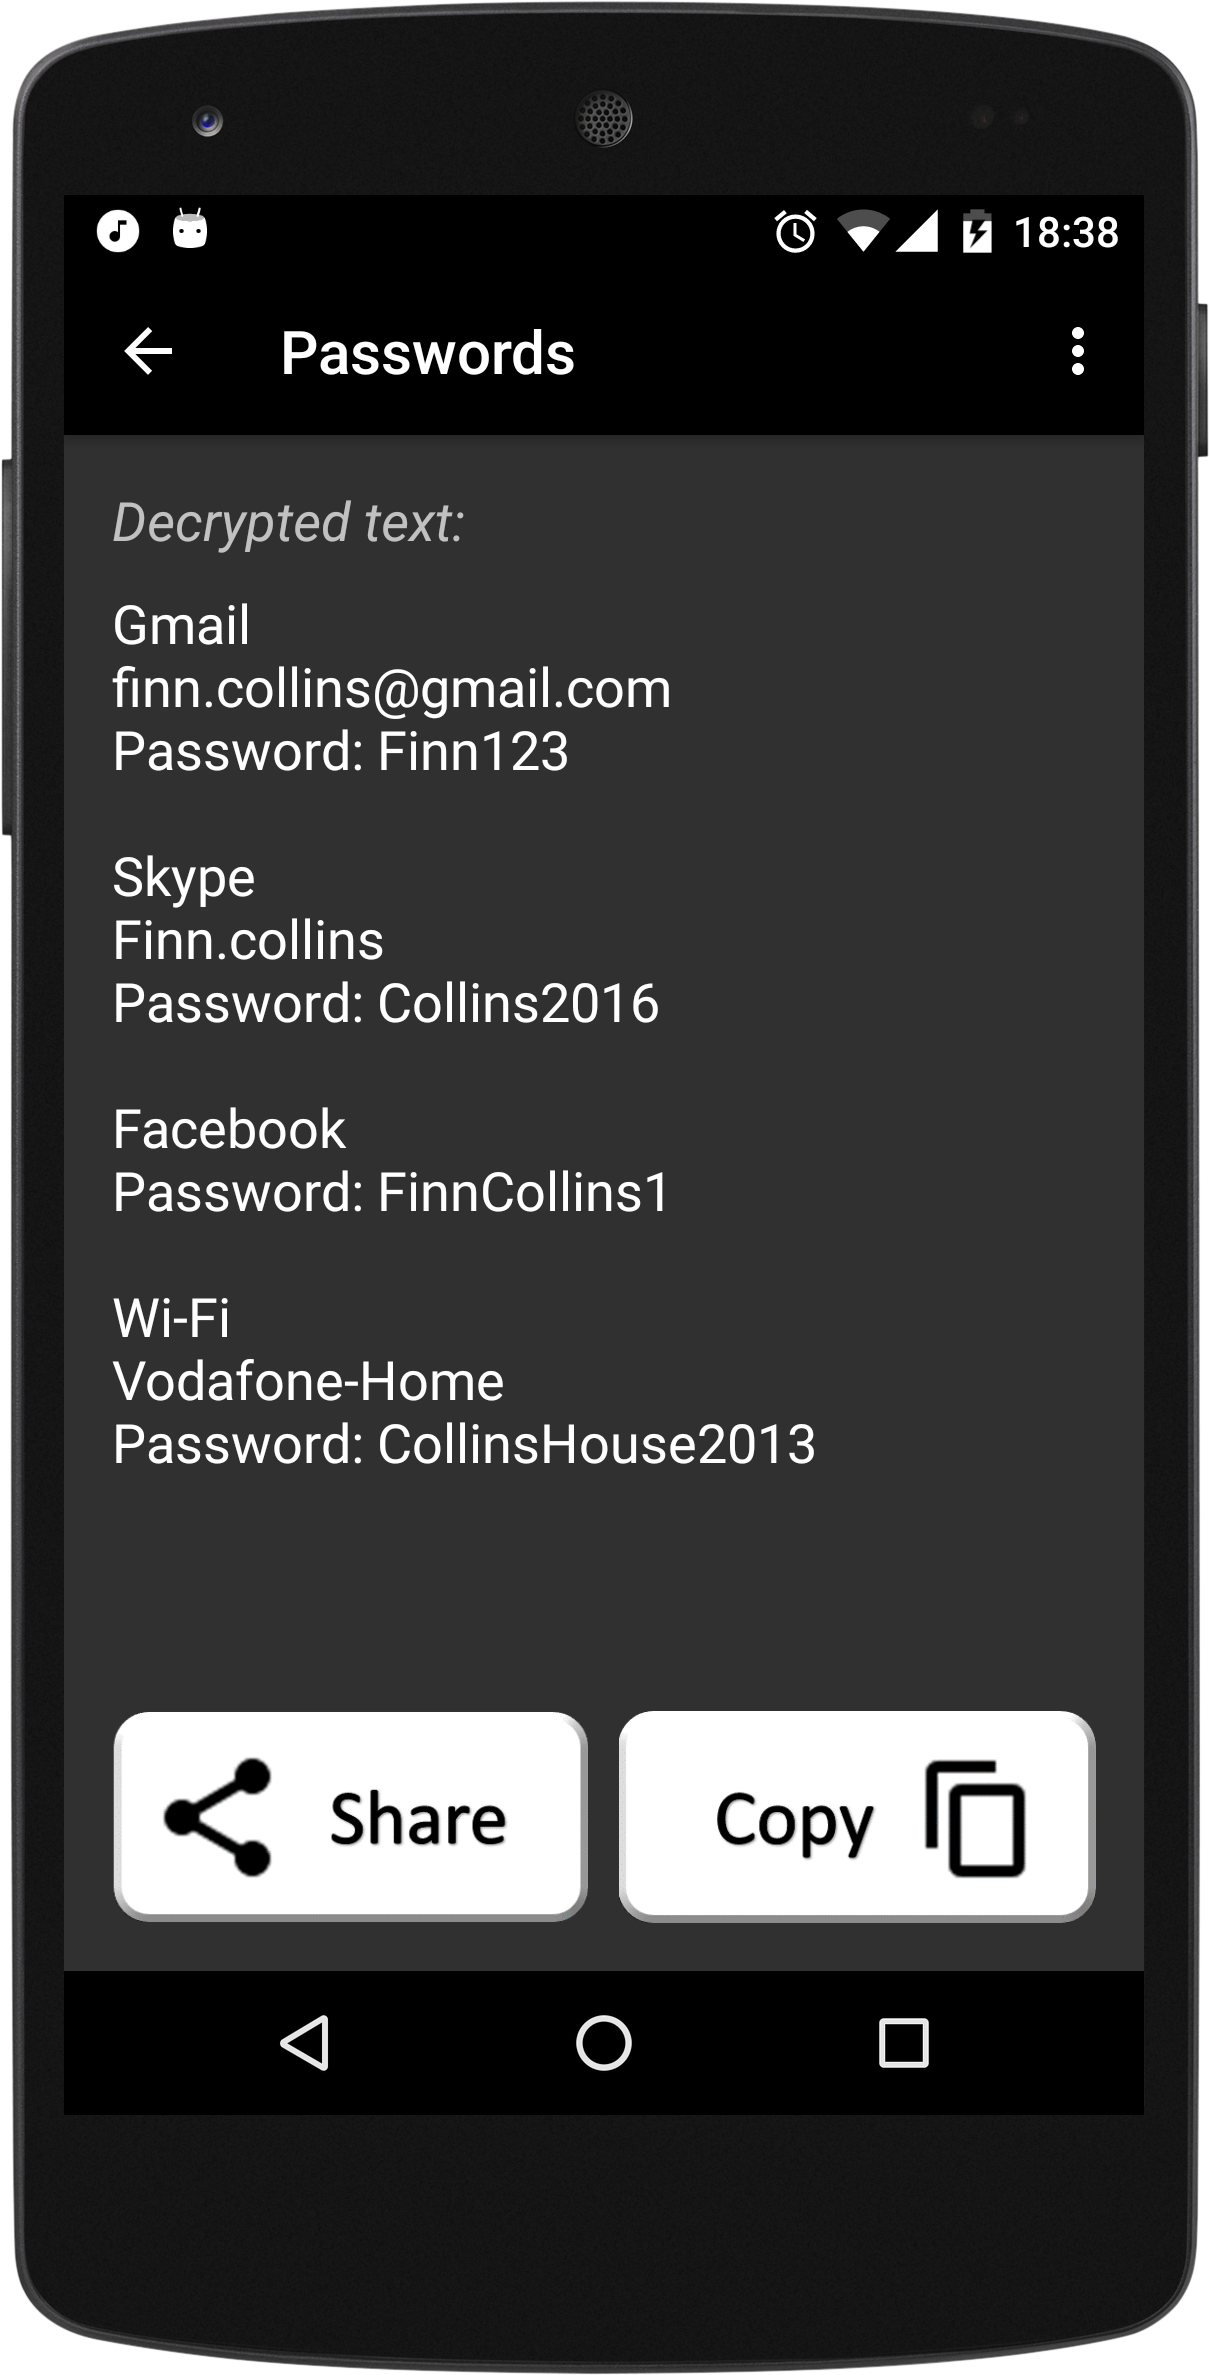 18:38
Passwords
Decrypted text:
Gmail
finn.collins@gmail.com
Password: Finn123
Skype
Finn.collins
Password: Collins2016
Facebook
Password: FinnCollins1
Wi-Fi
Vodafone-Home
Password: CollinsHouse2013
Share
Copy